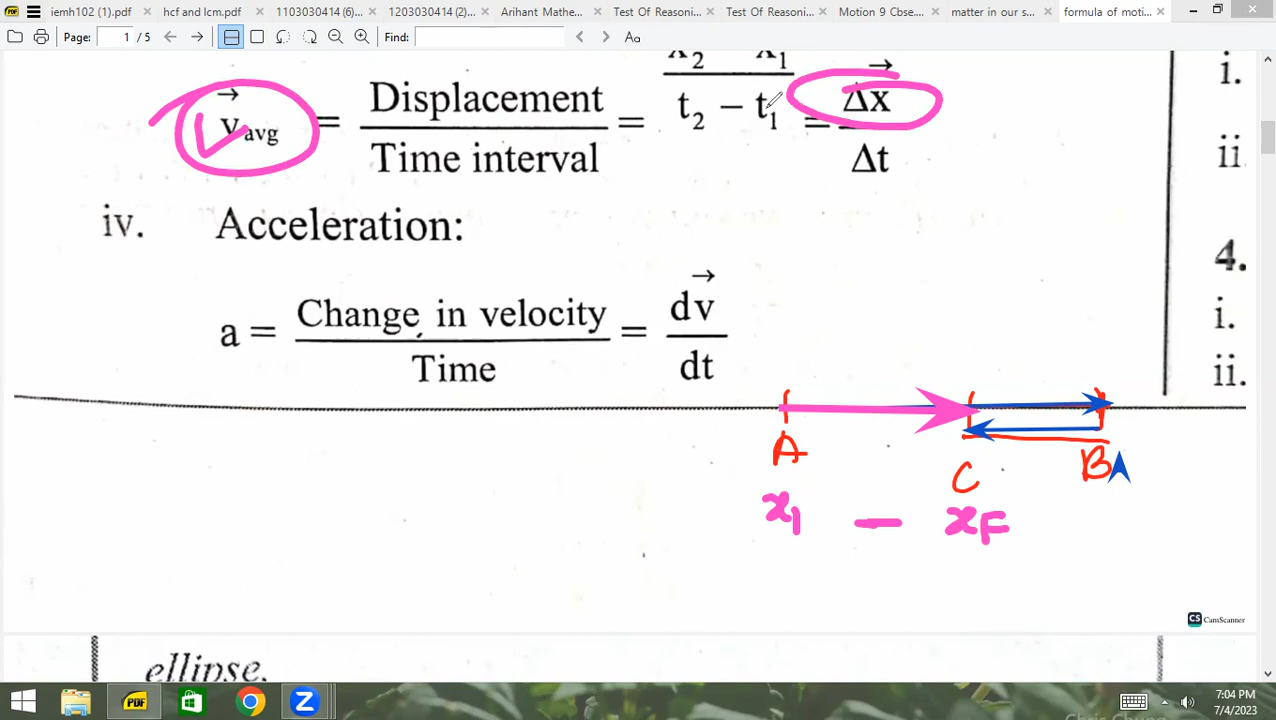 iemh102 (1).pdf × hcf and lcm.pdf × 1103030414 (6)... × 1203030414 (2)... × Arihant Mathe... × Test Of Reasoni... × Test Of Reasoni... × Motion 9 Cbse... × matter in our s... × formula of moti... ×
Page: 1 / 5 Find: Aa
x₂ x₁
v avg = Displacement / Time interval = / t₂ − t₁ = Δx / Δt
iv. Acceleration:
a = Change in velocity / Time = dv / dt
i.
ii
4.
i.
ii.
A C B
x₁ — xF
CS CamScanner
ellipse.
7:04 PM
7/4/2023